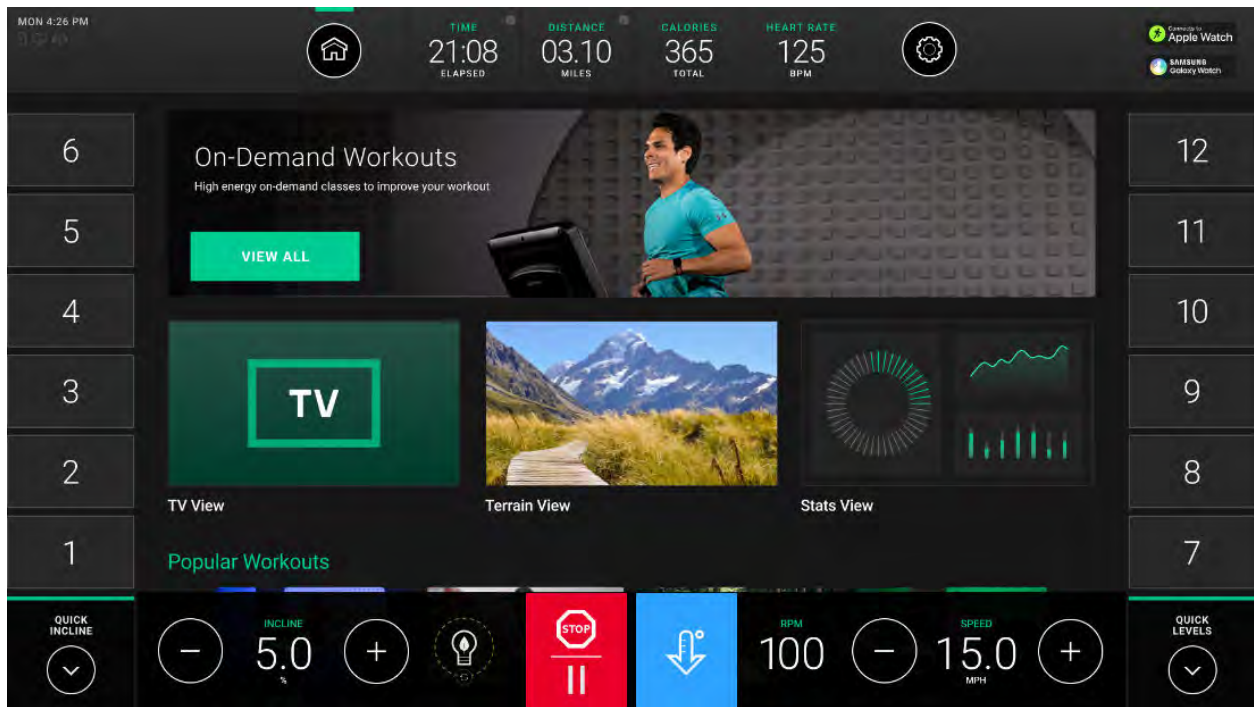 MON 4:26 PM
TIME
21:08
ELAPSED
DISTANCE
03.10
MILES
CALORIES
365
TOTAL
HEART RATE
125
BPM
Connects to
Apple Watch
SAMSUNG
Galaxy Watch
6
5
4
3
2
1
QUICK
INCLINE
On-Demand Workouts
High energy on-demand classes to improve your workout
VIEW ALL
TV
TV View
Terrain View
Stats View
Popular Workouts
12
11
10
9
8
7
QUICK
LEVELS
INCLINE
5.0
%
STOP
RPM
100
SPEED
15.0
MPH